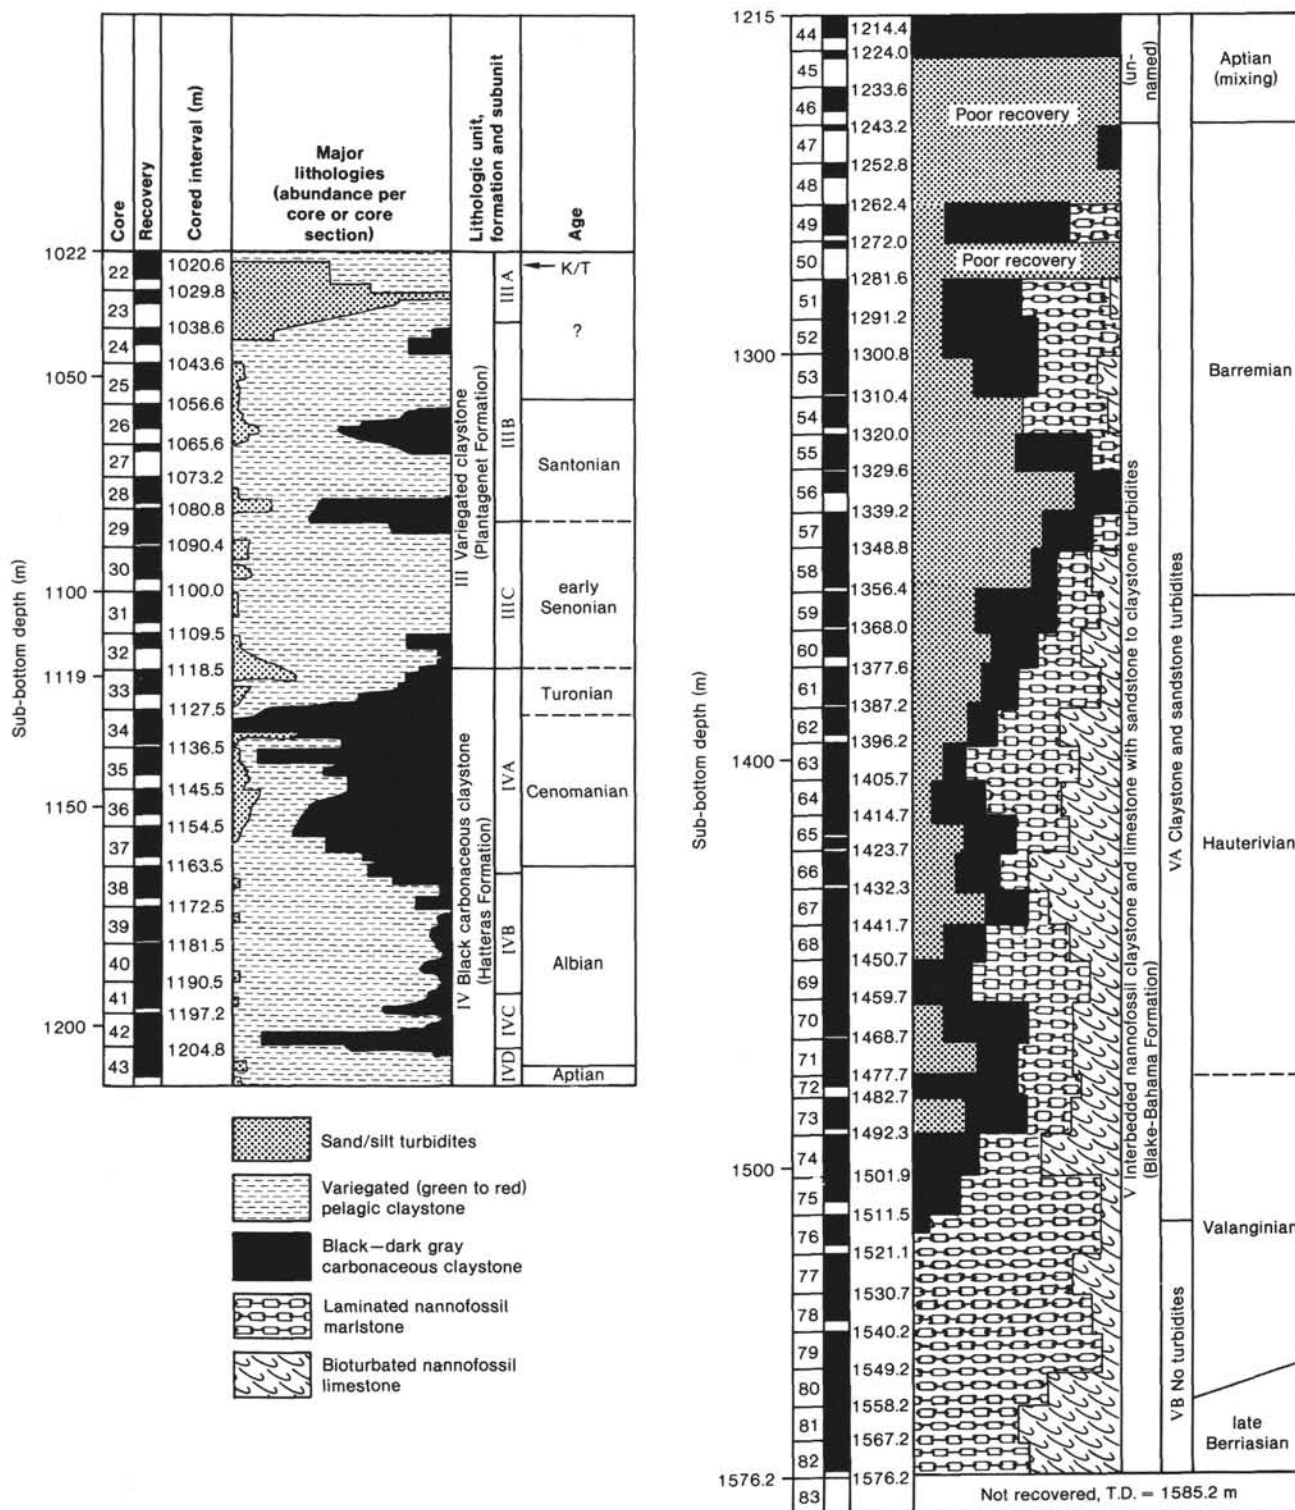 Core
Recovery
Cored interval (m)
Major
lithologies
(abundance per
core or core
section)
Lithologic unit,
formation and subunit
Age
Sub-bottom depth (m)
1022
1050
1100
1119
1150
1200
22
23
24
25
26
27
28
29
30
31
32
33
34
35
36
37
38
39
40
41
42
43
1020.6
1029.8
1038.6
1043.6
1056.6
1065.6
1073.2
1080.8
1090.4
1100.0
1109.5
1118.5
1127.5
1136.5
1145.5
1154.5
1163.5
1172.5
1181.5
1190.5
1197.2
1204.8
III Variegated claystone
(Plantagenet Formation)
IV Black carbonaceous claystone
(Hatteras Formation)
III A
IIIB
IIIC
IVA
IVB
IVC
IVD
K/T
?
Santonian
early
Senonian
Turonian
Cenomanian
Albian
Aptian
Sand/silt turbidites
Variegated (green to red)
pelagic claystone
Black—dark gray
carbonaceous claystone
Laminated nannofossil
marlstone
Bioturbated nannofossil
limestone
Sub-bottom depth (m)
1215
1300
1400
1500
1576.2
44
45
46
47
48
49
50
51
52
53
54
55
56
57
58
59
60
61
62
63
64
65
66
67
68
69
70
71
72
73
74
75
76
77
78
79
80
81
82
83
1214.4
1224.0
1233.6
1243.2
1252.8
1262.4
1272.0
1281.6
1291.2
1300.8
1310.4
1320.0
1329.6
1339.2
1348.8
1356.4
1368.0
1377.6
1387.2
1396.2
1405.7
1414.7
1423.7
1432.3
1441.7
1450.7
1459.7
1468.7
1477.7
1482.7
1492.3
1501.9
1511.5
1521.1
1530.7
1540.2
1549.2
1558.2
1567.2
1576.2
Poor recovery
Poor recovery
(un-
named)
V Interbedded nannofossil claystone and limestone with sandstone to claystone turbidites
(Blake-Bahama Formation)
VA Claystone and sandstone turbidites
VB No turbidites
Aptian
(mixing)
Barremian
Hauterivian
Valanginian
late
Berriasian
Not recovered, T.D. = 1585.2 m